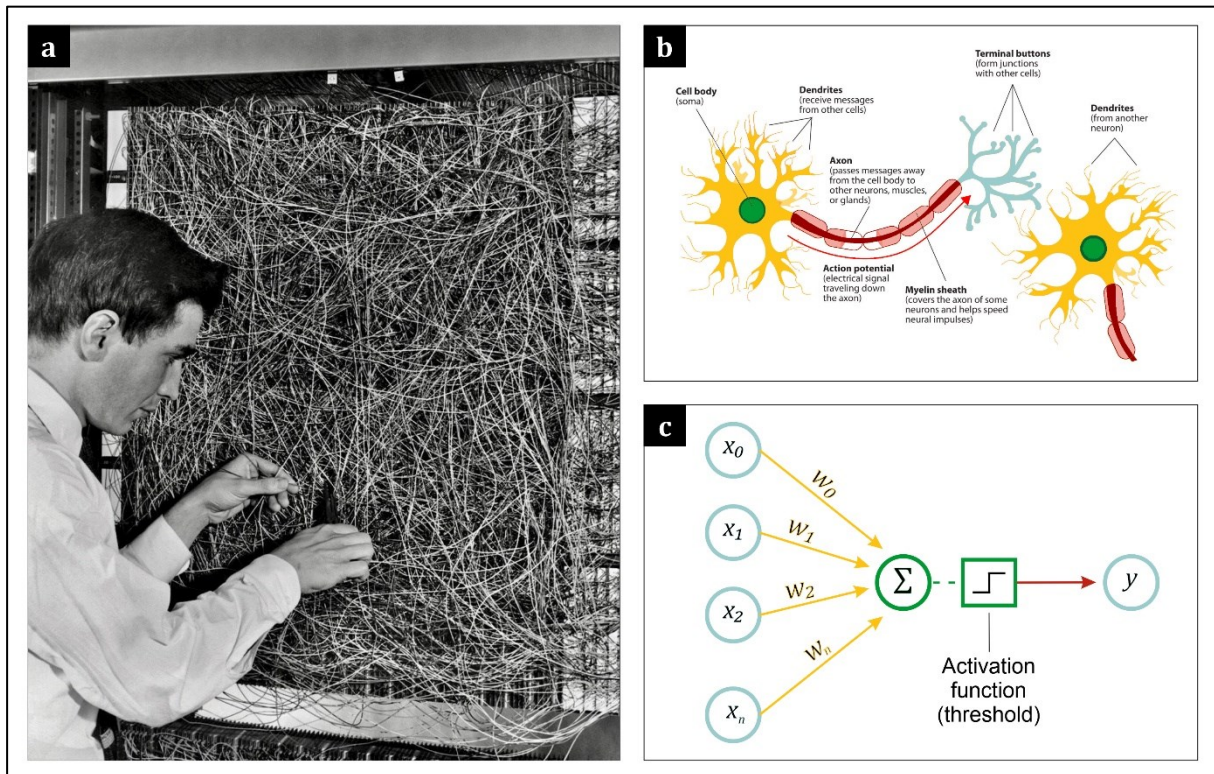 a
b
Cell body
(soma)
Dendrites
(receive messages
from other cells)
Terminal buttons
(form junctions
with other cells)
Dendrites
(from another
neuron)
Axon
(passes messages away
from the cell body to
other neurons, muscles,
or glands)
Action potential
(electrical signal
traveling down
the axon)
Myelin sheath
(covers the axon of some
neurons and helps speed
neural impulses)
c
x₀
w₀
x₁
w₁
x₂
w₂
xₙ
wₙ
Σ
y
Activation
function
(threshold)